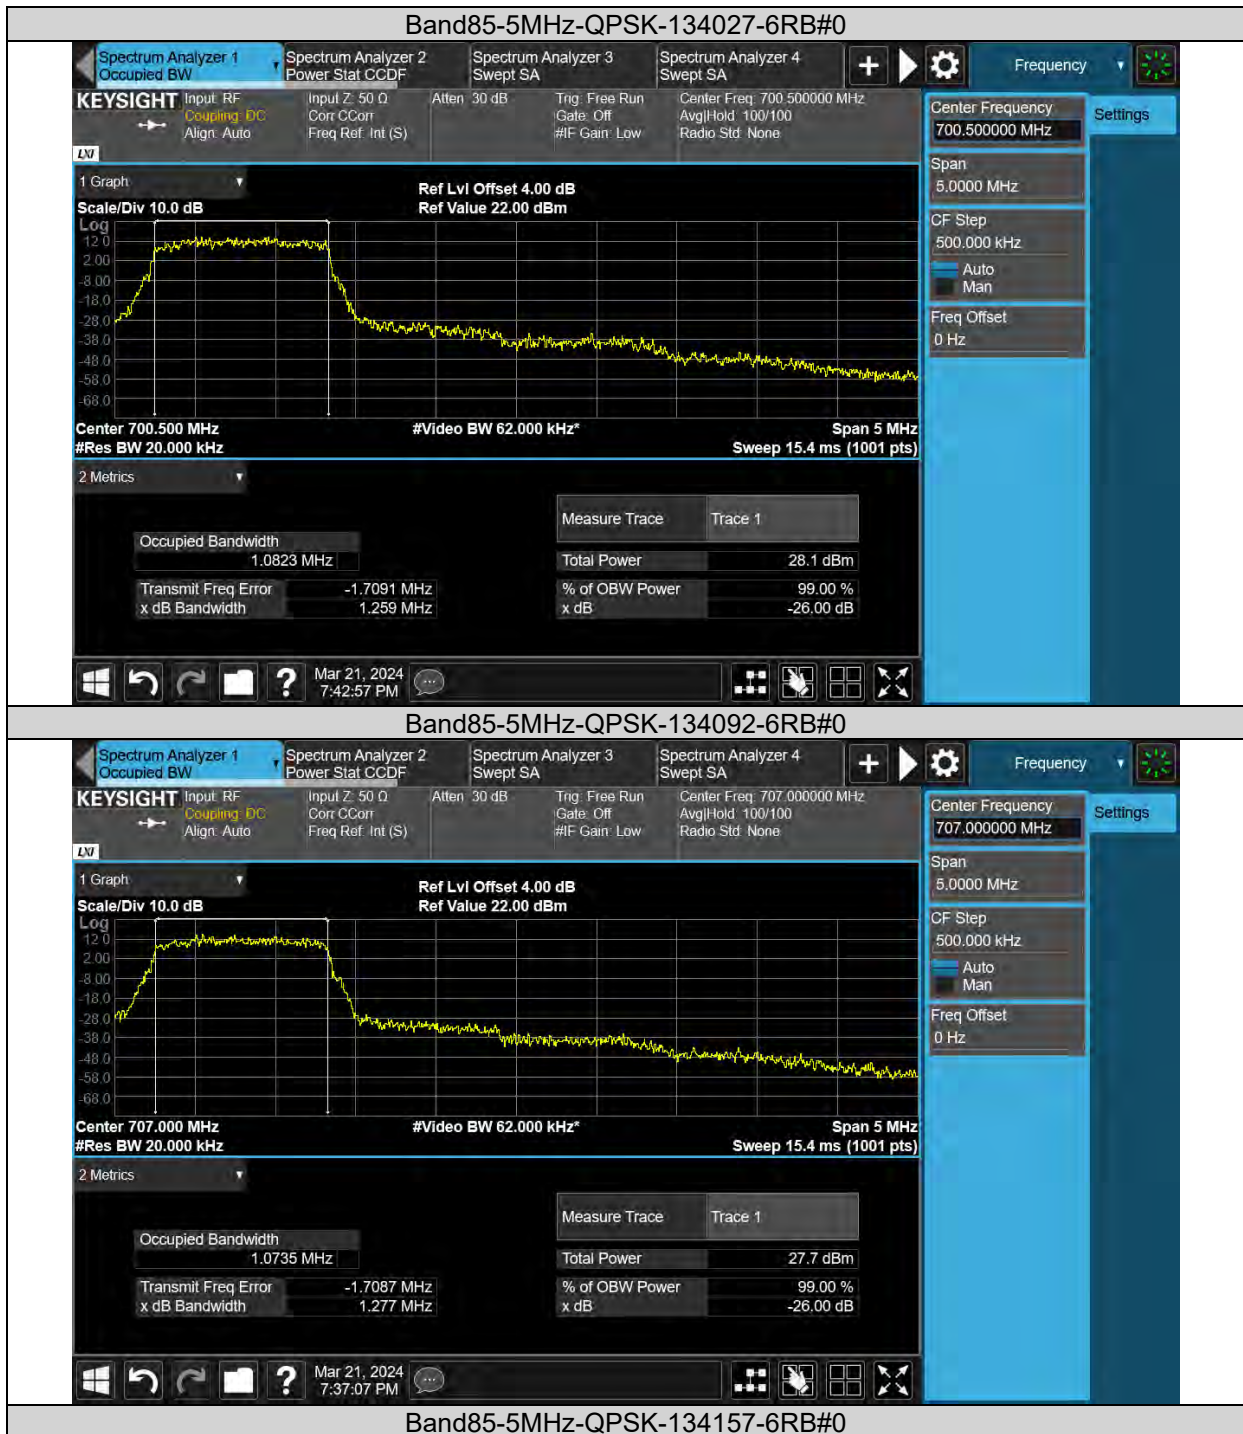 Band85-5MHz-QPSK-134027-6RB#0
Spectrum Analyzer 1
Occupied BW
Spectrum Analyzer 2
Power Stat CCDF
Spectrum Analyzer 3
Swept SA
Spectrum Analyzer 4
Swept SA
Frequency
KEYSIGHT
Input: RF
Coupling: DC
Align: Auto
Input Z: 50 Ω
Corr CCorr
Freq Ref: Int (S)
Atten: 30 dB
Trig: Free Run
Gate: Off
#IF Gain: Low
Center Freq: 700.500000 MHz
Avg|Hold: 100/100
Radio Std: None
LXI
Center Frequency
700.500000 MHz
Settings
Span
5.0000 MHz
CF Step
500.000 kHz
Auto
Man
Freq Offset
0 Hz
1 Graph
Scale/Div 10.0 dB
Ref Lvl Offset 4.00 dB
Ref Value 22.00 dBm
Log
12.0
2.00
-8.00
-18.0
-28.0
-38.0
-48.0
-58.0
-68.0
Center 700.500 MHz
#Res BW 20.000 kHz
#Video BW 62.000 kHz*
Span 5 MHz
Sweep 15.4 ms (1001 pts)
2 Metrics
Measure Trace Trace 1
Occupied Bandwidth
1.0823 MHz
Total Power 28.1 dBm
Transmit Freq Error -1.7091 MHz
x dB Bandwidth 1.259 MHz
% of OBW Power 99.00 %
x dB -26.00 dB
?
Mar 21, 2024
7:42:57 PM
Band85-5MHz-QPSK-134092-6RB#0
Spectrum Analyzer 1
Occupied BW
Spectrum Analyzer 2
Power Stat CCDF
Spectrum Analyzer 3
Swept SA
Spectrum Analyzer 4
Swept SA
Frequency
KEYSIGHT
Input: RF
Coupling: DC
Align: Auto
Input Z: 50 Ω
Corr CCorr
Freq Ref: Int (S)
Atten: 30 dB
Trig: Free Run
Gate: Off
#IF Gain: Low
Center Freq: 707.000000 MHz
Avg|Hold: 100/100
Radio Std: None
LXI
Center Frequency
707.000000 MHz
Settings
Span
5.0000 MHz
CF Step
500.000 kHz
Auto
Man
Freq Offset
0 Hz
1 Graph
Scale/Div 10.0 dB
Ref Lvl Offset 4.00 dB
Ref Value 22.00 dBm
Log
12.0
2.00
-8.00
-18.0
-28.0
-38.0
-48.0
-58.0
-68.0
Center 707.000 MHz
#Res BW 20.000 kHz
#Video BW 62.000 kHz*
Span 5 MHz
Sweep 15.4 ms (1001 pts)
2 Metrics
Measure Trace Trace 1
Occupied Bandwidth
1.0735 MHz
Total Power 27.7 dBm
Transmit Freq Error -1.7087 MHz
x dB Bandwidth 1.277 MHz
% of OBW Power 99.00 %
x dB -26.00 dB
?
Mar 21, 2024
7:37:07 PM
Band85-5MHz-QPSK-134157-6RB#0